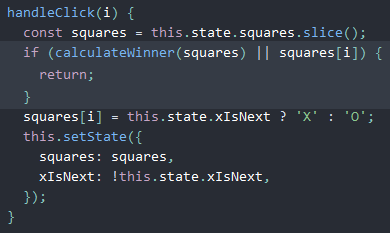 handleClick(i) {
  const squares = this.state.squares.slice();
  if (calculateWinner(squares) || squares[i]) {
    return;
  }
  squares[i] = this.state.xIsNext ? 'X' : 'O';
  this.setState({
    squares: squares,
    xIsNext: !this.state.xIsNext,
  });
}